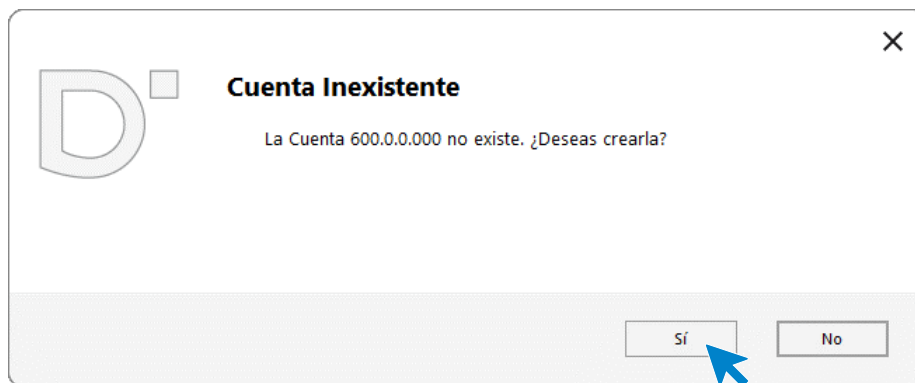 Cuenta Inexistente
La Cuenta 600.0.0.000 no existe. ¿Deseas crearla?
Sí
No